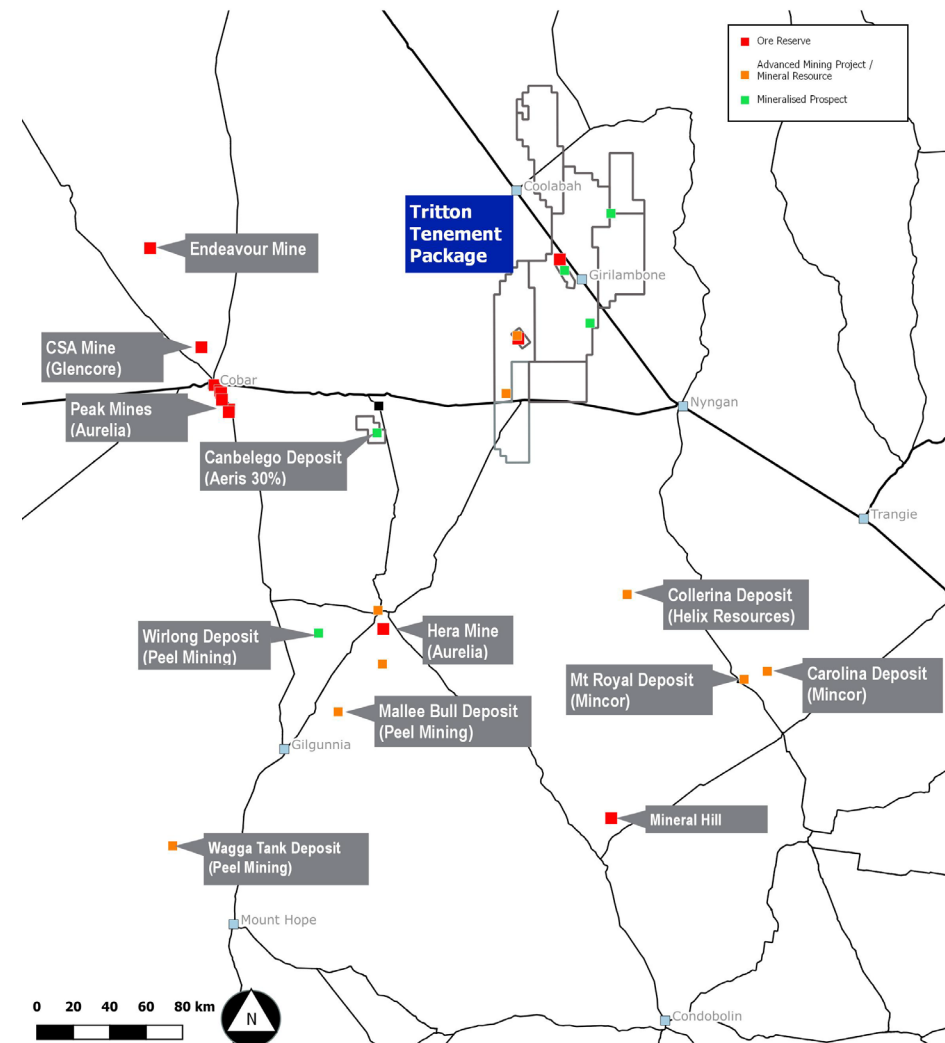 Ore Reserve
Advanced Mining Project /
Mineral Resource
Mineralised Prospect
Coolabah
Tritton
Tenement
Package
Endeavour Mine
Girilambone
CSA Mine
(Glencore)
Cobar
Peak Mines
(Aurelia)
Nyngan
Canbelego Deposit
(Aeris 30%)
Trangie
Collerina Deposit
(Helix Resources)
Wirlong Deposit
(Peel Mining)
Hera Mine
(Aurelia)
Mt Royal Deposit
(Mincor)
Carolina Deposit
(Mincor)
Mallee Bull Deposit
(Peel Mining)
Gilgunnia
Mineral Hill
Wagga Tank Deposit
(Peel Mining)
Mount Hope
0 20 40 60 80 km
N
Condobolin